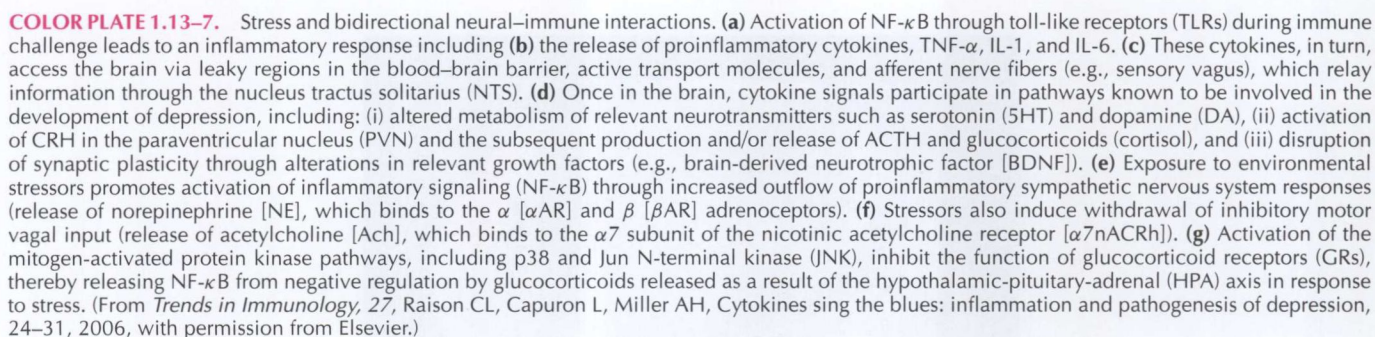 COLOR PLATE 1.13–7. Stress and bidirectional neural–immune interactions. (a) Activation of NF-κB through toll-like receptors (TLRs) during immune
challenge leads to an inflammatory response including (b) the release of proinflammatory cytokines, TNF-α, IL-1, and IL-6. (c) These cytokines, in turn,
access the brain via leaky regions in the blood–brain barrier, active transport molecules, and afferent nerve fibers (e.g., sensory vagus), which relay
information through the nucleus tractus solitarius (NTS). (d) Once in the brain, cytokine signals participate in pathways known to be involved in the
development of depression, including: (i) altered metabolism of relevant neurotransmitters such as serotonin (5HT) and dopamine (DA), (ii) activation
of CRH in the paraventricular nucleus (PVN) and the subsequent production and/or release of ACTH and glucocorticoids (cortisol), and (iii) disruption
of synaptic plasticity through alterations in relevant growth factors (e.g., brain-derived neurotrophic factor [BDNF]). (e) Exposure to environmental
stressors promotes activation of inflammatory signaling (NF-κB) through increased outflow of proinflammatory sympathetic nervous system responses
(release of norepinephrine [NE], which binds to the α [αAR] and β [βAR] adrenoceptors). (f) Stressors also induce withdrawal of inhibitory motor
vagal input (release of acetylcholine [Ach], which binds to the α7 subunit of the nicotinic acetylcholine receptor [α7nACRh]). (g) Activation of the
mitogen-activated protein kinase pathways, including p38 and Jun N-terminal kinase (JNK), inhibit the function of glucocorticoid receptors (GRs),
thereby releasing NF-κB from negative regulation by glucocorticoids released as a result of the hypothalamic-pituitary-adrenal (HPA) axis in response
to stress. (From Trends in Immunology, 27, Raison CL, Capuron L, Miller AH, Cytokines sing the blues: inflammation and pathogenesis of depression,
24–31, 2006, with permission from Elsevier.)